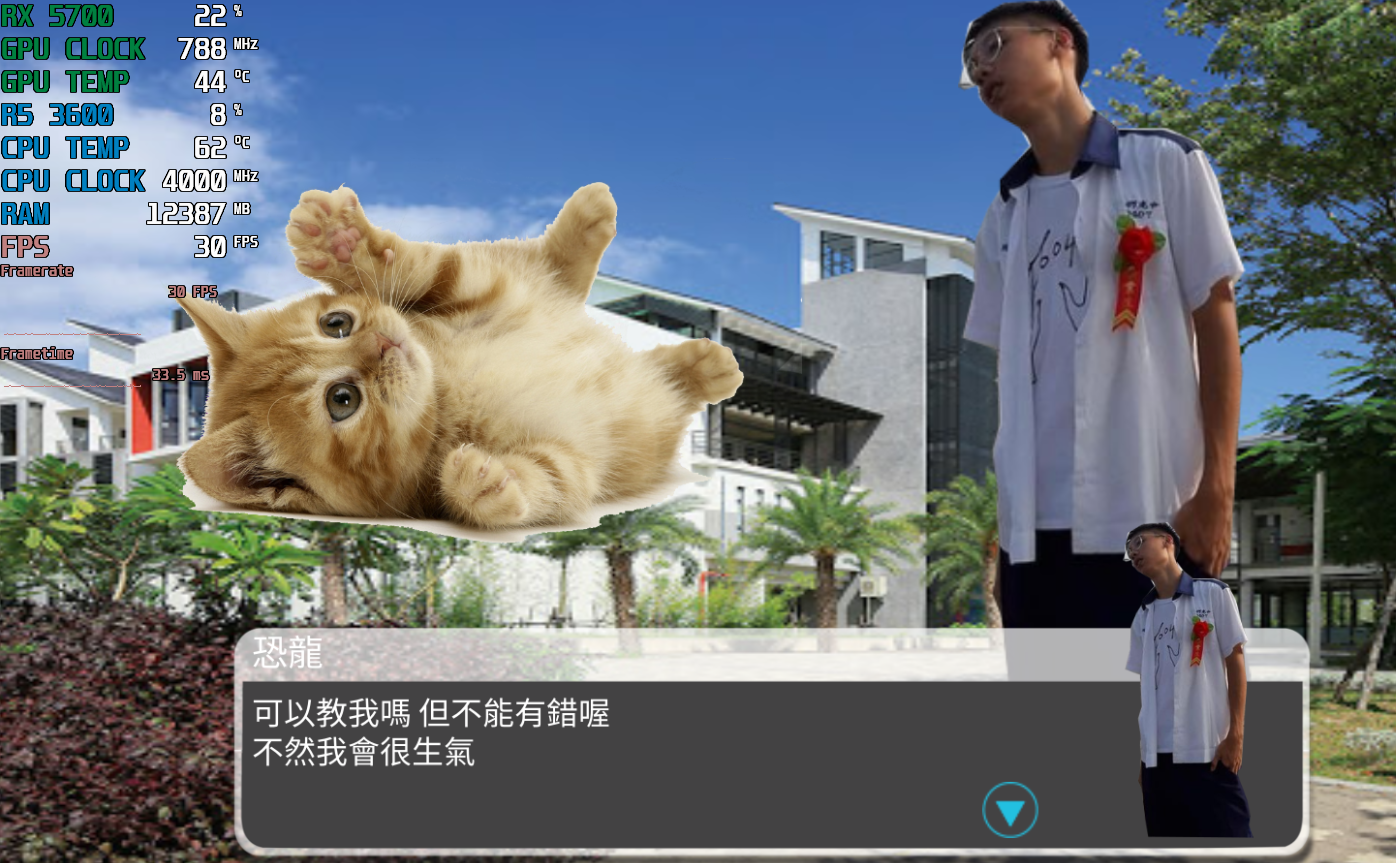 RX 5700 22 %
GPU CLOCK 788 MHz
GPU TEMP 44 °C
R5 3600 8 %
CPU TEMP 62 °C
CPU CLOCK 4000 MHz
RAM 12387 MB
FPS 30 FPS
Framerate
30 FPS
Frametime
33.5 ms
604
恐龍
可以教我嗎 但不能有錯喔
不然我會很生氣